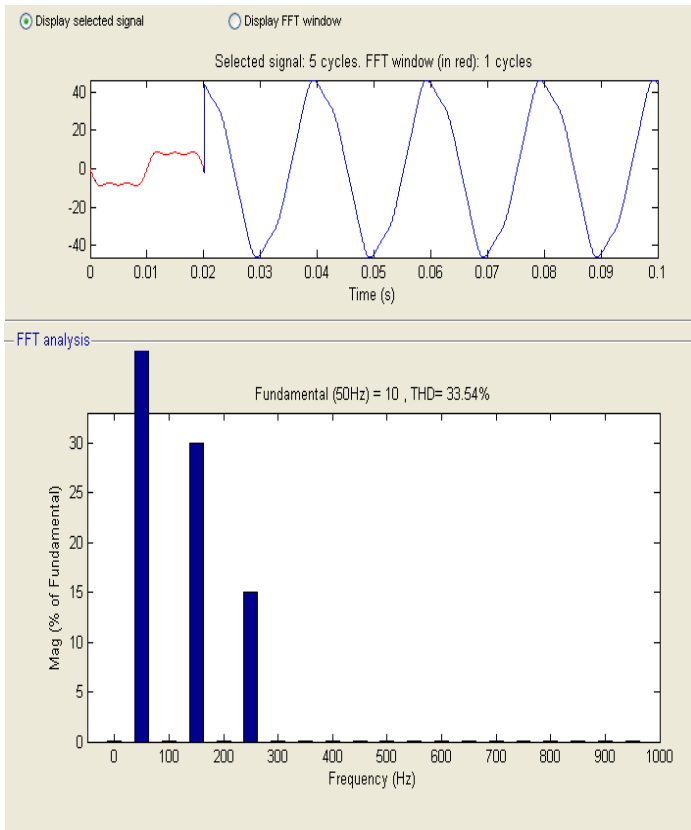 Display selected signal Display FFT window
Selected signal: 5 cycles. FFT window (in red): 1 cycles
40
20
0
-20
-40
0 0.01 0.02 0.03 0.04 0.05 0.06 0.07 0.08 0.09 0.1
Time (s)
FFT analysis
Fundamental (50Hz) = 10 , THD= 33.54%
Mag (% of Fundamental)
30
25
20
15
10
5
0
0 100 200 300 400 500 600 700 800 900 1000
Frequency (Hz)